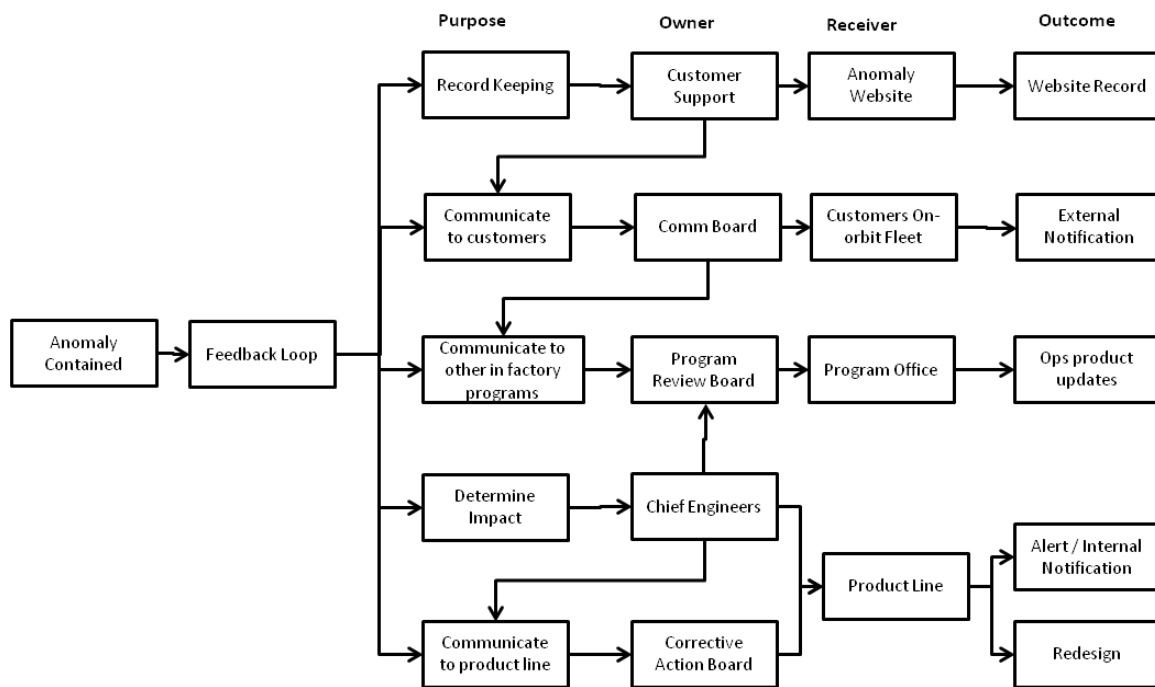 Purpose
Owner
Receiver
Outcome
Record Keeping
Customer
Support
Anomaly
Website
Website Record
Communicate
to customers
Comm Board
Customers On-
orbit Fleet
External
Notification
Anomaly
Contained
Feedback Loop
Communicate to
other in factory
programs
Program
Review Board
Program Office
Ops product
updates
Determine
Impact
Chief Engineers
Product Line
Alert / Internal
Notification
Communicate
to product line
Corrective
Action Board
Redesign